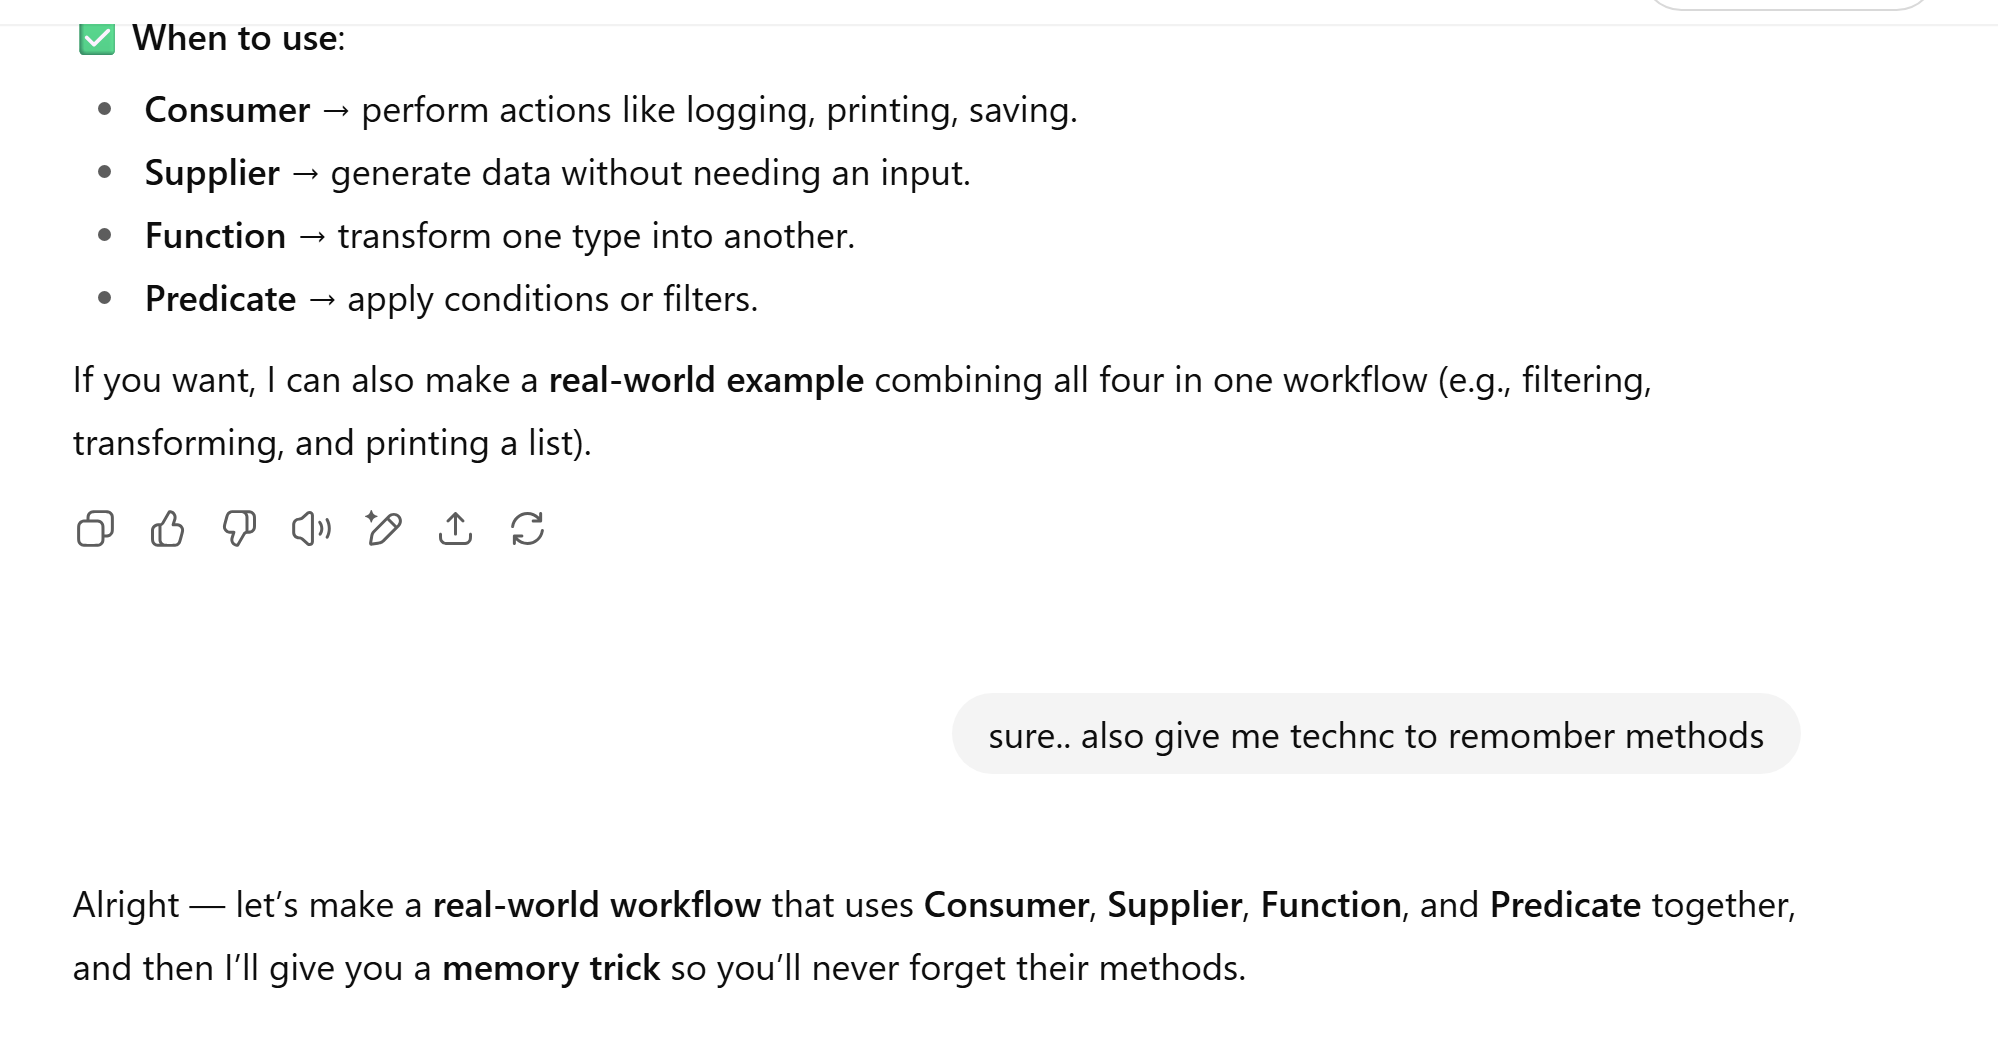 ✅ When to use:
• Consumer → perform actions like logging, printing, saving.
• Supplier → generate data without needing an input.
• Function → transform one type into another.
• Predicate → apply conditions or filters.
If you want, I can also make a real-world example combining all four in one workflow (e.g., filtering,
transforming, and printing a list).
sure.. also give me technc to remomber methods
Alright — let’s make a real-world workflow that uses Consumer, Supplier, Function, and Predicate together,
and then I’ll give you a memory trick so you’ll never forget their methods.